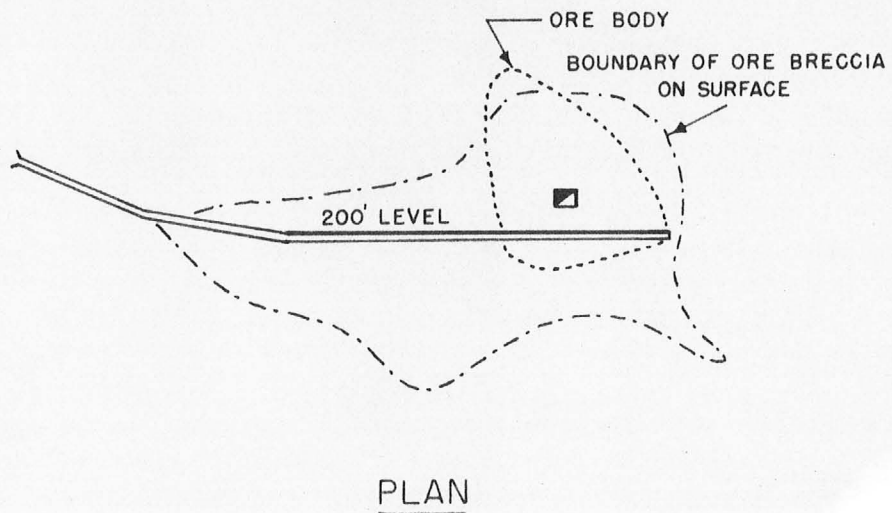 ORE BODY
BOUNDARY OF ORE BRECCIA
ON SURFACE
200' LEVEL
PLAN